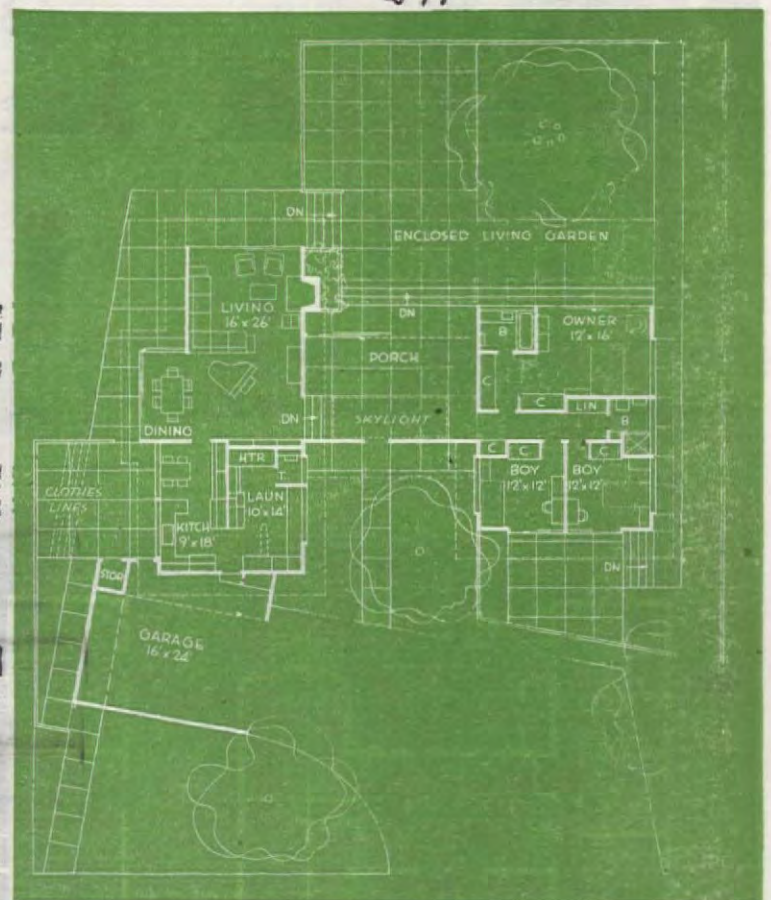 DN
ENCLOSED LIVING GARDEN
LIVING
16' x 26'
DN
B
OWNER
12' x 16'
PORCH
C
C
LIN
B
DINING
DN
SKYLIGHT
HTR
T
C
C
C
BOY
12' x 12'
BOY
12' x 12'
CLOTHES
LINES
LAUN
10' x 14'
KITCH
9' x 18'
STOR
DN
GARAGE
16' x 24'